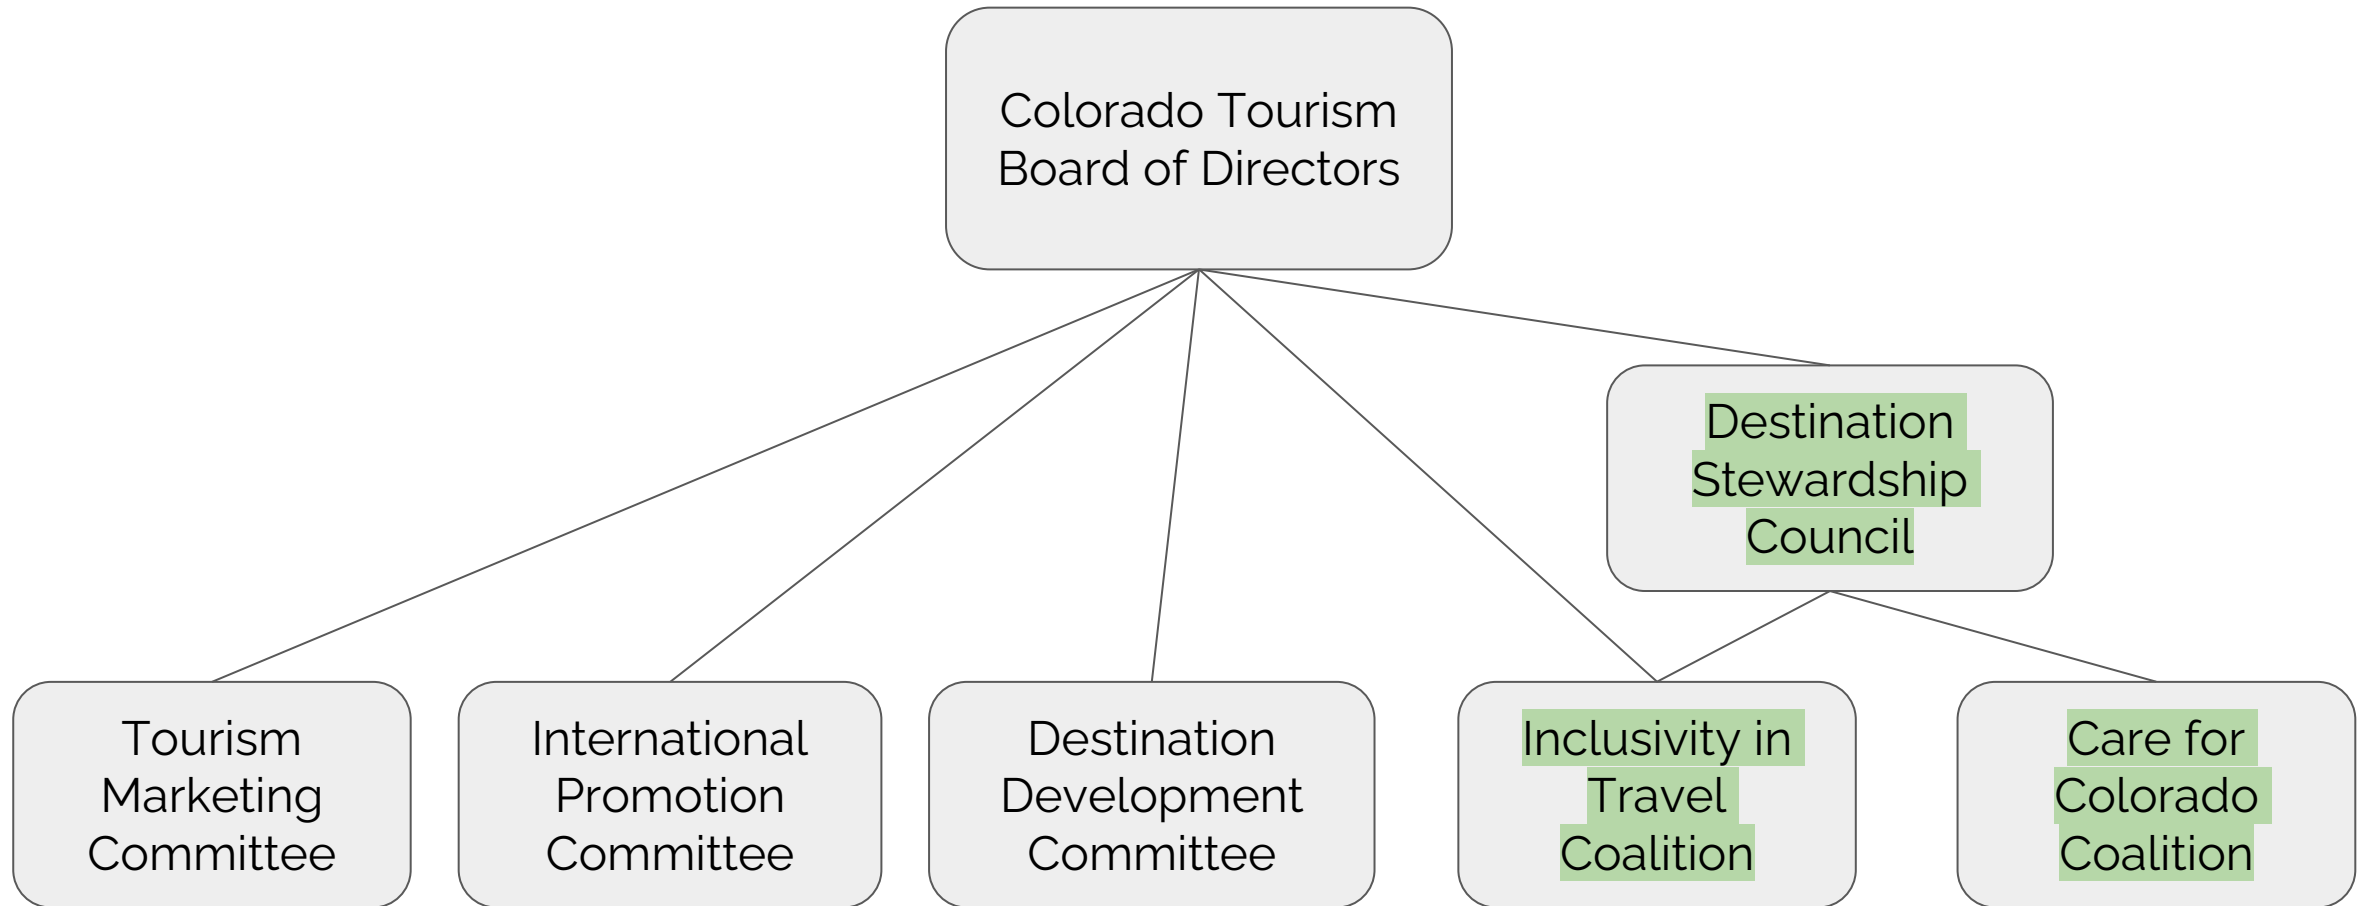 Colorado Tourism
Board of Directors
Destination
Stewardship
Council
Tourism
Marketing
Committee
International
Promotion
Committee
Destination
Development
Committee
Inclusivity in
Travel
Coalition
Care for
Colorado
Coalition